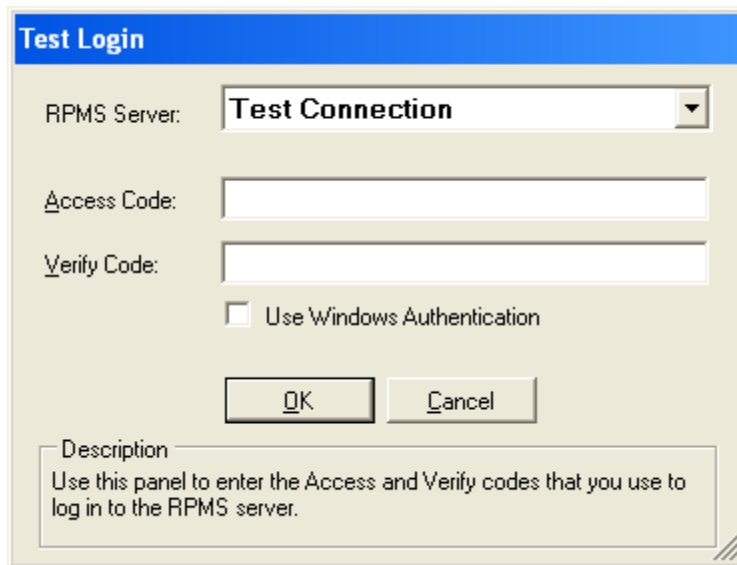 Test Login
RPMS Server: Test Connection
Access Code:
Verify Code:
Use Windows Authentication
OK Cancel
Description
Use this panel to enter the Access and Verify codes that you use to
log in to the RPMS server.